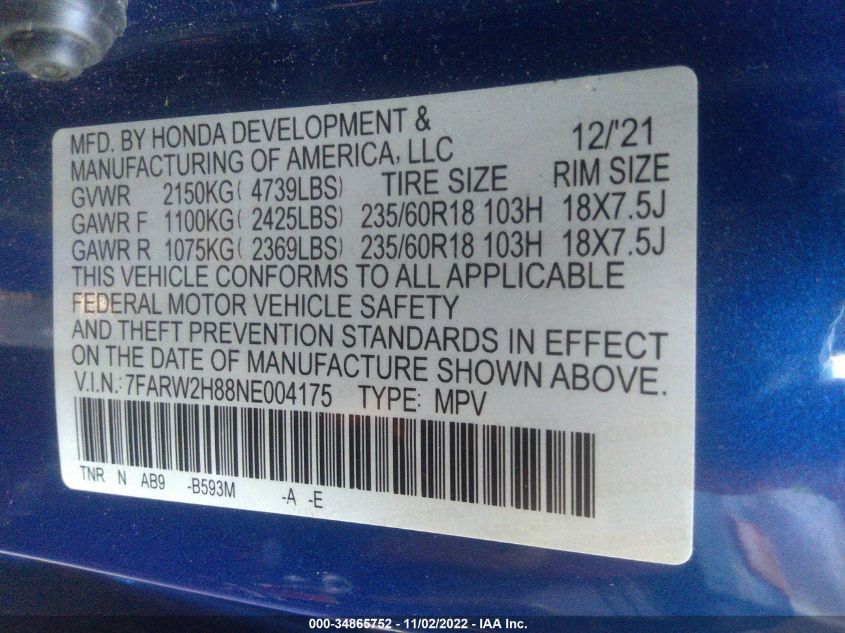 MFD. BY HONDA DEVELOPMENT & 12/'21
MANUFACTURING OF AMERICA, LLC
GVWR 2150KG( 4739LBS) TIRE SIZE RIM SIZE
GAWR F 1100KG( 2425LBS) 235/60R18 103H 18X7.5J
GAWR R 1075KG( 2369LBS) 235/60R18 103H 18X7.5J
THIS VEHICLE CONFORMS TO ALL APPLICABLE
FEDERAL MOTOR VEHICLE SAFETY
AND THEFT PREVENTION STANDARDS IN EFFECT
ON THE DATE OF MANUFACTURE SHOWN ABOVE.
V.I.N.: 7FARW2H88NE004175 TYPE: MPV
TNR N AB9 -B593M -A -E
000-34865752 - 11/02/2022 - IAA Inc.